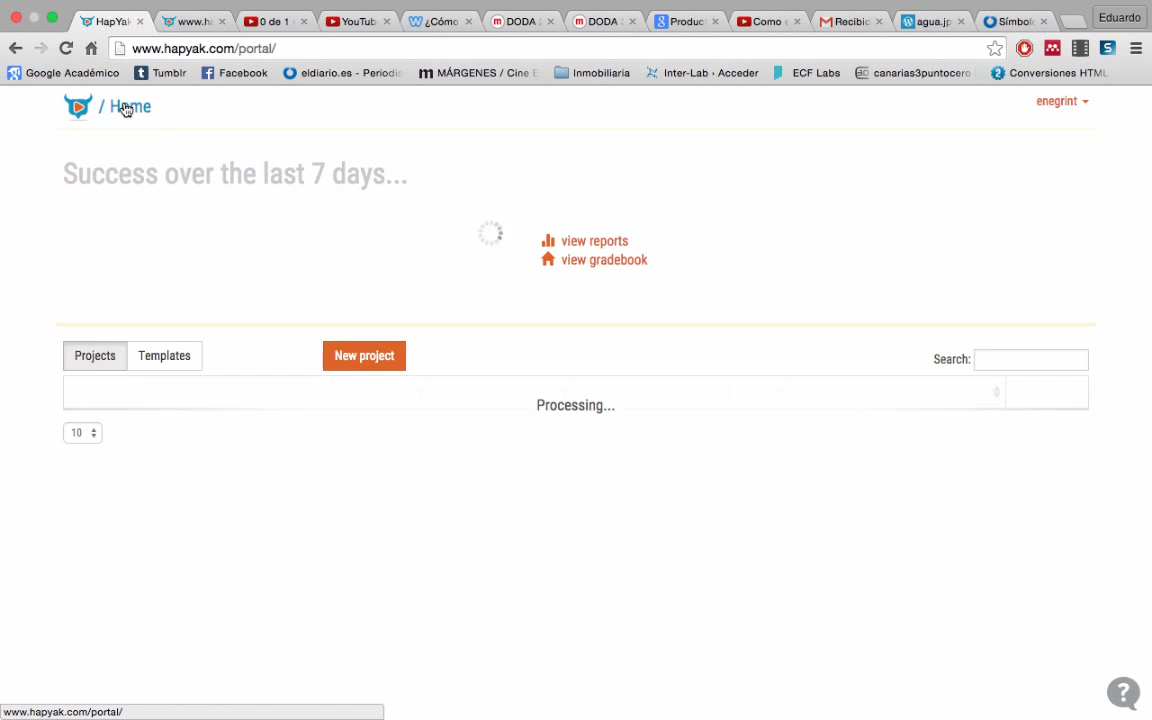 HapYak
www.ha
0 de 1
YouTub
¿Cómo
DODA
DODA
Produc
Como e
Recibid
agua.jp
Símbol
Eduardo
www.hapyak.com/portal/
Google Académico
Tumblr
Facebook
eldiario.es - Periodis
MÁRGENES / Cine E
Inmobiliaria
Inter-Lab › Acceder
ECF Labs
canarias3puntocero
Conversiones HTML
/ Home
enegrint
Success over the last 7 days...
view reports
view gradebook
Projects
Templates
New project
Search:
Processing...
10
www.hapyak.com/portal/